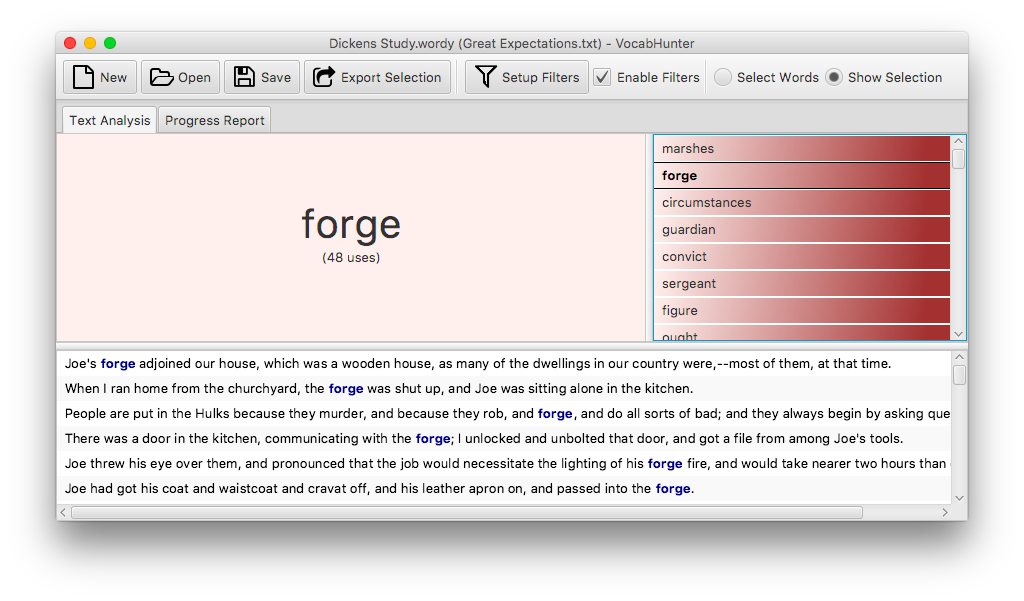 Dickens Study.wordy (Great Expectations.txt) - VocabHunter
New Open Save Export Selection Setup Filters Enable Filters Select Words Show Selection
Text Analysis Progress Report
forge
(48 uses)
marshes
forge
circumstances
guardian
convict
sergeant
figure
ought
Joe's forge adjoined our house, which was a wooden house, as many of the dwellings in our country were,--most of them, at that time.
When I ran home from the churchyard, the forge was shut up, and Joe was sitting alone in the kitchen.
People are put in the Hulks because they murder, and because they rob, and forge, and do all sorts of bad; and they always begin by asking que
There was a door in the kitchen, communicating with the forge; I unlocked and unbolted that door, and got a file from among Joe's tools.
Joe threw his eye over them, and pronounced that the job would necessitate the lighting of his forge fire, and would take nearer two hours than
Joe had got his coat and waistcoat and cravat off, and his leather apron on, and passed into the forge.